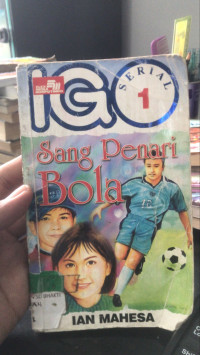 IGO
SERIAL
1
Sang Penari
Bola
IAN MAHESA